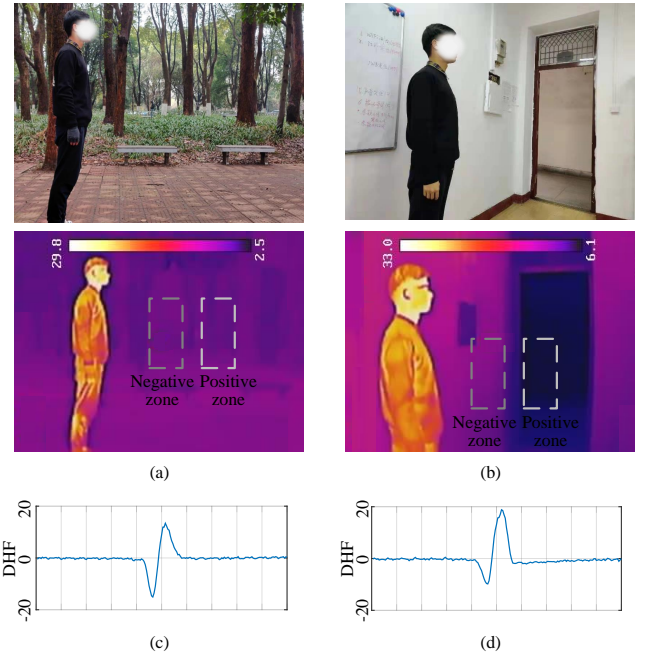 29.8
2.5
Negative Positive
zone zone
33.0
6.1
Negative Positive
zone zone
(a)
(b)
20
0
-20
DHF
20
0
-20
DHF
(c)
(d)